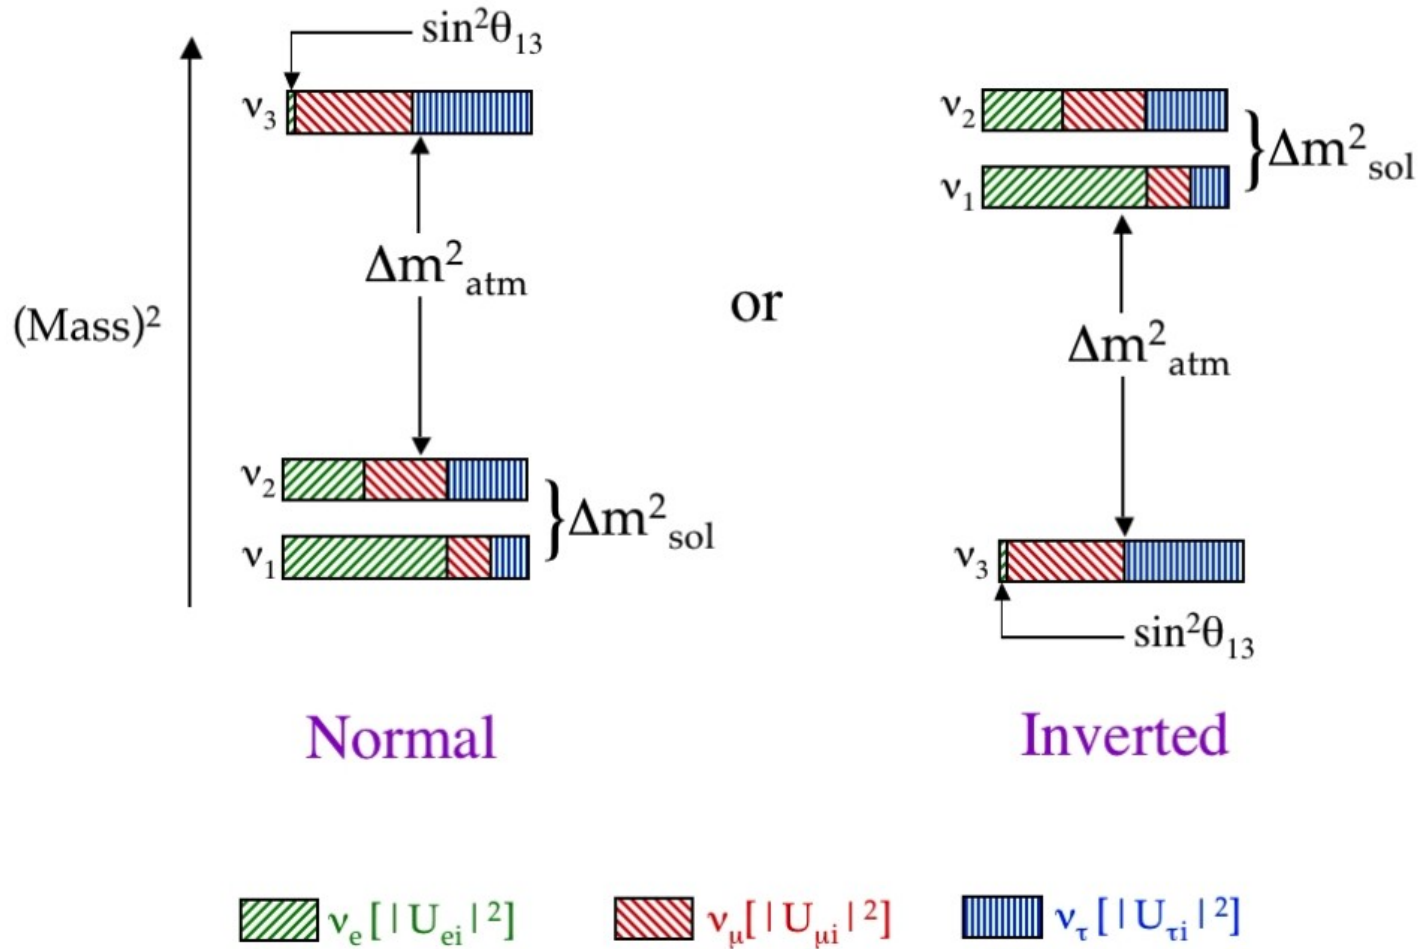 sin²θ₁₃
ν₃
Δm²atm
(Mass)²
ν₂
ν₁
}Δm²sol
Normal
or
ν₂
ν₁
}Δm²sol
Δm²atm
ν₃
sin²θ₁₃
Inverted
νe [ | Uei | ²]
νμ[ | Uμi | ²]
ντ [ | Uτi | ²]